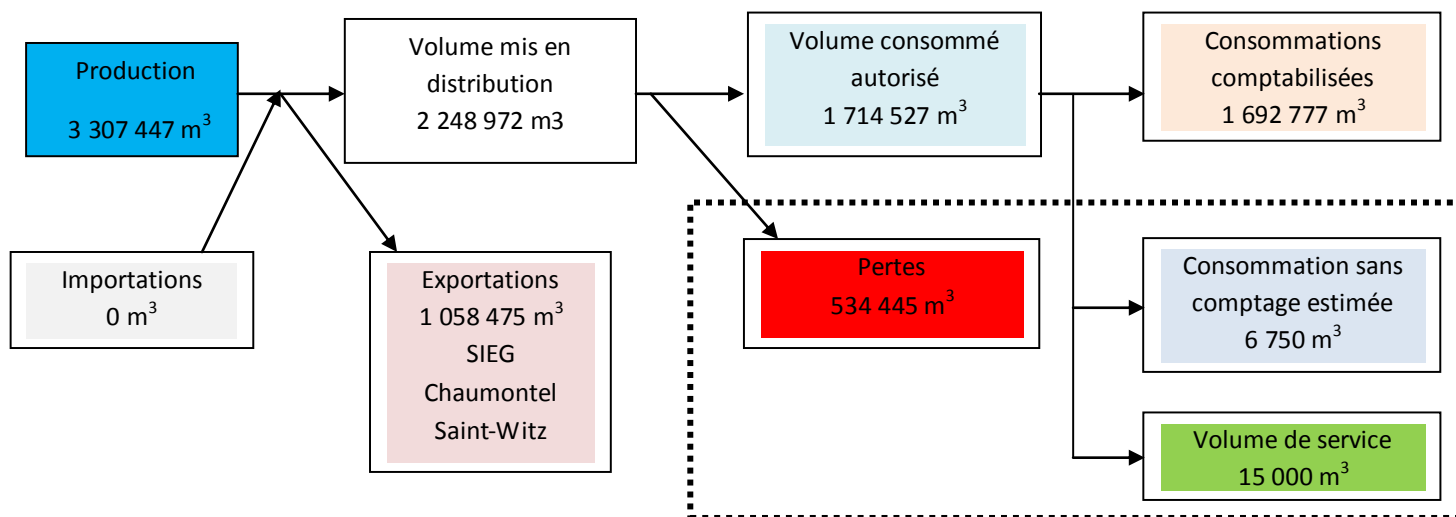 Production
3 307 447 m³
Volume mis en
distribution
2 248 972 m3
Volume consommé
autorisé
1 714 527 m³
Consommations
comptabilisées
1 692 777 m³
Importations
0 m³
Exportations
1 058 475 m³
SIEG
Chaumontel
Saint-Witz
Pertes
534 445 m³
Consommation sans
comptage estimée
6 750 m³
Volume de service
15 000 m³